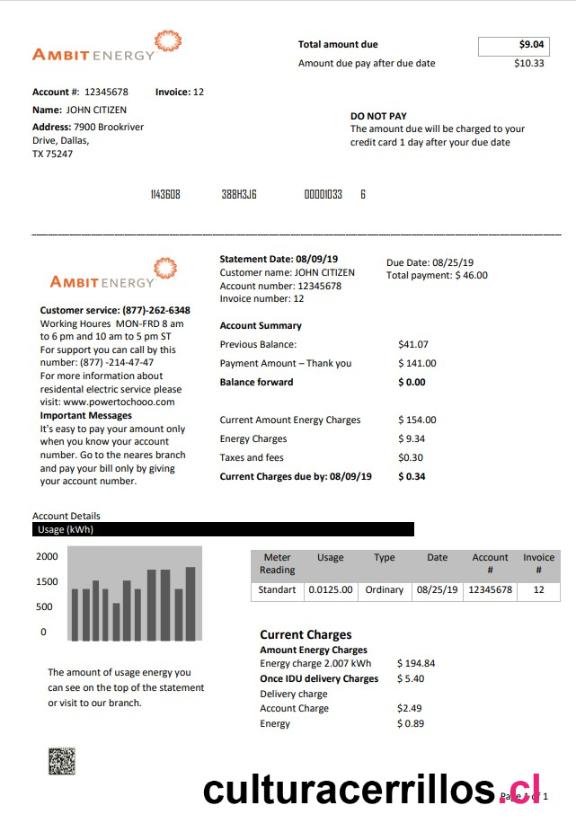 AMBIT ENERGY
Total amount due $9.04
Amount due pay after due date $10.33
Account #: 12345678 Invoice: 12
Name: JOHN CITIZEN
Address: 7900 Brookriver
Drive, Dallas,
TX 75247
DO NOT PAY
The amount due will be charged to your
credit card 1 day after your due date
1143608 388H3J6 00001033 6
AMBIT ENERGY
Customer service: (877)-262-6348
Working Houres MON-FRD 8 am
to 6 pm and 10 am to 5 pm ST
For support you can call by this
number: (877) -214-47-47
For more information about
residental electric service please
visit: www.powertochooo.com
Important Messages
It's easy to pay your amount only
when you know your account
number. Go to the neares branch
and pay your bill only by giving
your account number.
Statement Date: 08/09/19
Customer name: JOHN CITIZEN
Account number: 12345678
Invoice number: 12
Due Date: 08/25/19
Total payment: $ 46.00
Account Summary
Previous Balance: $41.07
Payment Amount – Thank you $ 141.00
Balance forward $ 0.00
Current Amount Energy Charges $ 154.00
Energy Charges $ 9.34
Taxes and fees $0.30
Current Charges due by: 08/09/19 $ 0.34
Account Details
Usage (kWh)
2000
1500
500
0
The amount of usage energy you
can see on the top of the statement
or visit to our branch.
Meter Reading Usage Type Date Account # Invoice #
Standart 0.0125.00 Ordinary 08/25/19 12345678 12
Current Charges
Amount Energy Charges
Energy charge 2.007 kWh $ 194.84
Once IDU delivery Charges $ 5.40
Delivery charge
Account Charge $2.49
Energy $ 0.89
culturacerrillos.cl
of 1